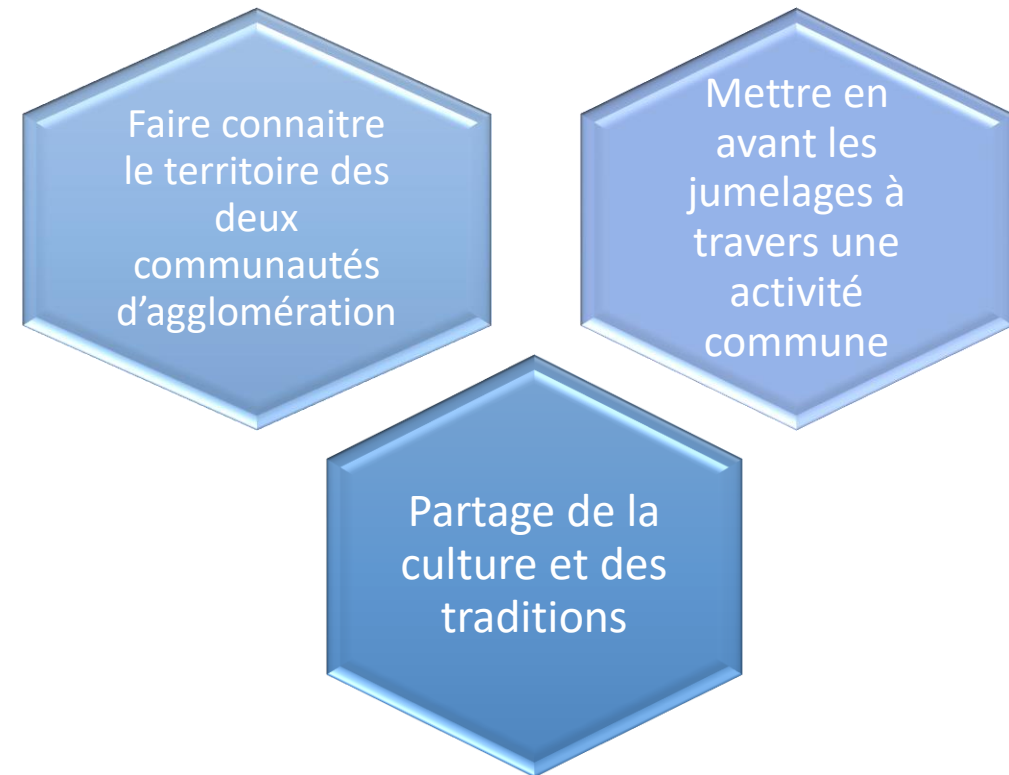 Faire connaitre
le territoire des
deux
communautés
d’agglomération
Mettre en
avant les
jumelages à
travers une
activité
commune
Partage de la
culture et des
traditions